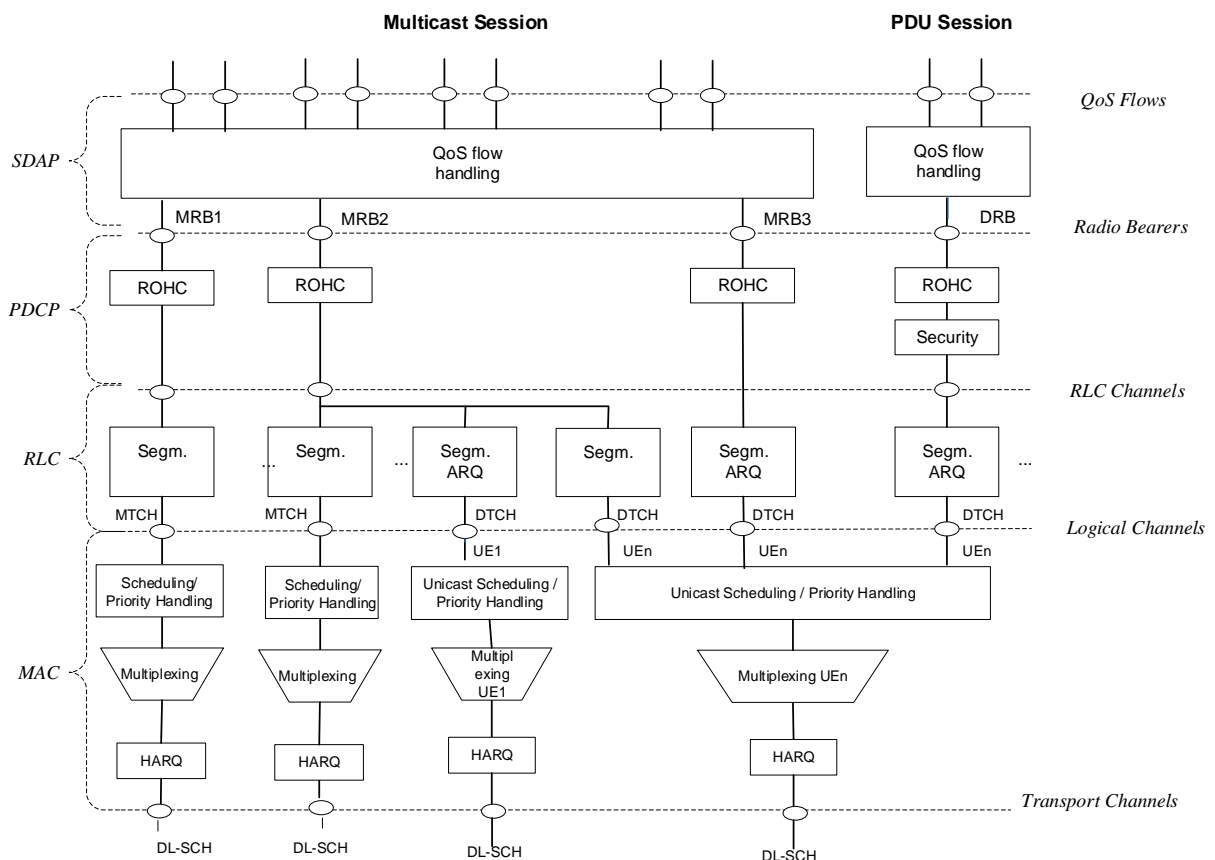 Multicast Session
PDU Session
QoS Flows
SDAP
QoS flow
handling
QoS flow
handling
MRB1
MRB2
MRB3
DRB
Radio Bearers
PDCP
ROHC
ROHC
ROHC
ROHC
Security
RLC Channels
RLC
Segm.
...
Segm.
...
Segm.
ARQ
Segm.
Segm.
ARQ
Segm.
ARQ
...
MTCH
MTCH
DTCH
DTCH
DTCH
DTCH
Logical Channels
UE1
UEn
UEn
UEn
MAC
Scheduling/
Priority Handling
Scheduling/
Priority Handling
Unicast Scheduling /
Priority Handling
Unicast Scheduling / Priority Handling
Multiplexing
Multiplexing
Multipl
exing
UE1
Multiplexing UEn
HARQ
HARQ
HARQ
HARQ
Transport Channels
DL-SCH
DL-SCH
DL-SCH
DL-SCH